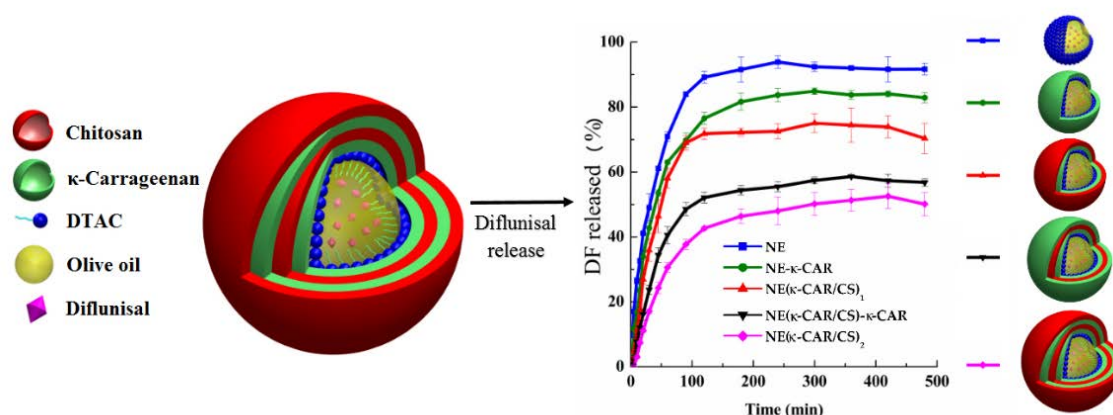 Chitosan
κ-Carrageenan
DTAC
Olive oil
Diflunisal
Diflunisal
release
DF released (%)
100
80
60
40
20
0
NE
NE-κ-CAR
NE(κ-CAR/CS)₁
NE(κ-CAR/CS)-κ-CAR
NE(κ-CAR/CS)₂
0 100 200 300 400 500
Time (min)